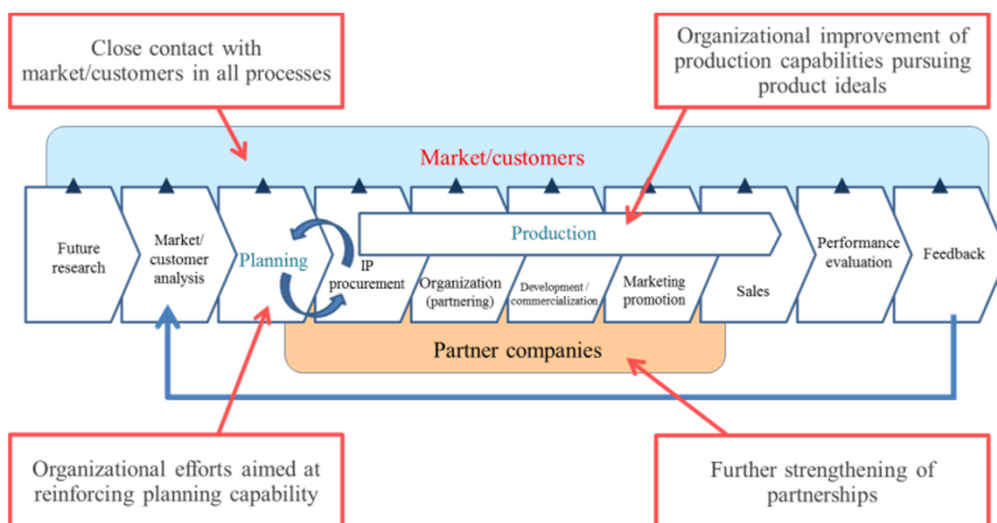 Close contact with
market/customers in all processes
Organizational improvement of
production capabilities pursuing
product ideals
Market/customers
Future
research
Market/
customer
analysis
Planning
IP
procurement
Production
Organization
(partnering)
Development /
commercialization
Marketing
promotion
Sales
Performance
evaluation
Feedback
Partner companies
Organizational efforts aimed at
reinforcing planning capability
Further strengthening of
partnerships